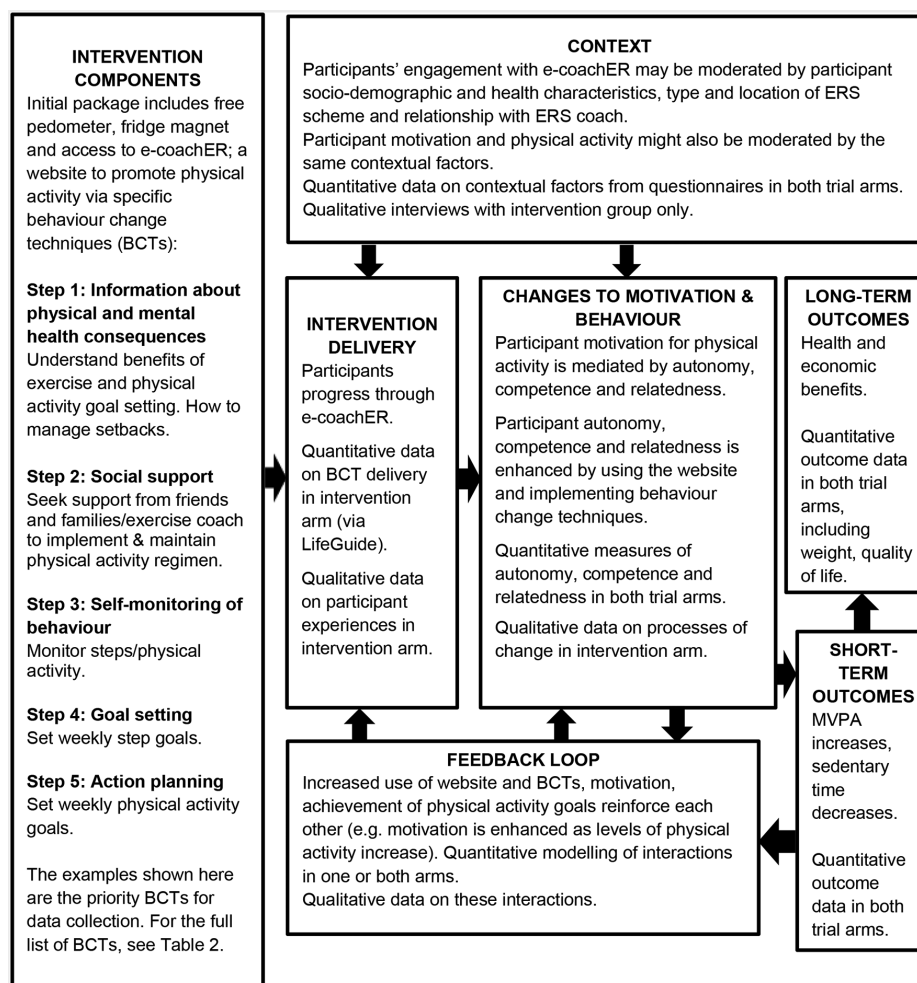 INTERVENTION
COMPONENTS
Initial package includes free
pedometer, fridge magnet
and access to e-coachER; a
website to promote physical
activity via specific
behaviour change
techniques (BCTs):
Step 1: Information about
physical and mental
health consequences
Understand benefits of
exercise and physical
activity goal setting. How to
manage setbacks.
Step 2: Social support
Seek support from friends
and families/exercise coach
to implement & maintain
physical activity regimen.
Step 3: Self-monitoring of
behaviour
Monitor steps/physical
activity.
Step 4: Goal setting
Set weekly step goals.
Step 5: Action planning
Set weekly physical activity
goals.
The examples shown here
are the priority BCTs for
data collection. For the full
list of BCTs, see Table 2.
CONTEXT
Participants' engagement with e-coachER may be moderated by participant
socio-demographic and health characteristics, type and location of ERS
scheme and relationship with ERS coach.
Participant motivation and physical activity might also be moderated by the
same contextual factors.
Quantitative data on contextual factors from questionnaires in both trial arms.
Qualitative interviews with intervention group only.
INTERVENTION
DELIVERY
Participants
progress through
e-coachER.
Quantitative data
on BCT delivery
in intervention
arm (via
LifeGuide).
Qualitative data
on participant
experiences in
intervention arm.
CHANGES TO MOTIVATION &
BEHAVIOUR
Participant motivation for physical
activity is mediated by autonomy,
competence and relatedness.
Participant autonomy,
competence and relatedness is
enhanced by using the website
and implementing behaviour
change techniques.
Quantitative measures of
autonomy, competence and
relatedness in both trial arms.
Qualitative data on processes of
change in intervention arm.
LONG-TERM
OUTCOMES
Health and
economic
benefits.
Quantitative
outcome data
in both trial
arms,
including
weight, quality
of life.
SHORT-
TERM
OUTCOMES
MVPA
increases,
sedentary
time
decreases.
Quantitative
outcome
data in both
trial arms.
FEEDBACK LOOP
Increased use of website and BCTs, motivation,
achievement of physical activity goals reinforce each
other (e.g. motivation is enhanced as levels of physical
activity increase). Quantitative modelling of interactions
in one or both arms.
Qualitative data on these interactions.